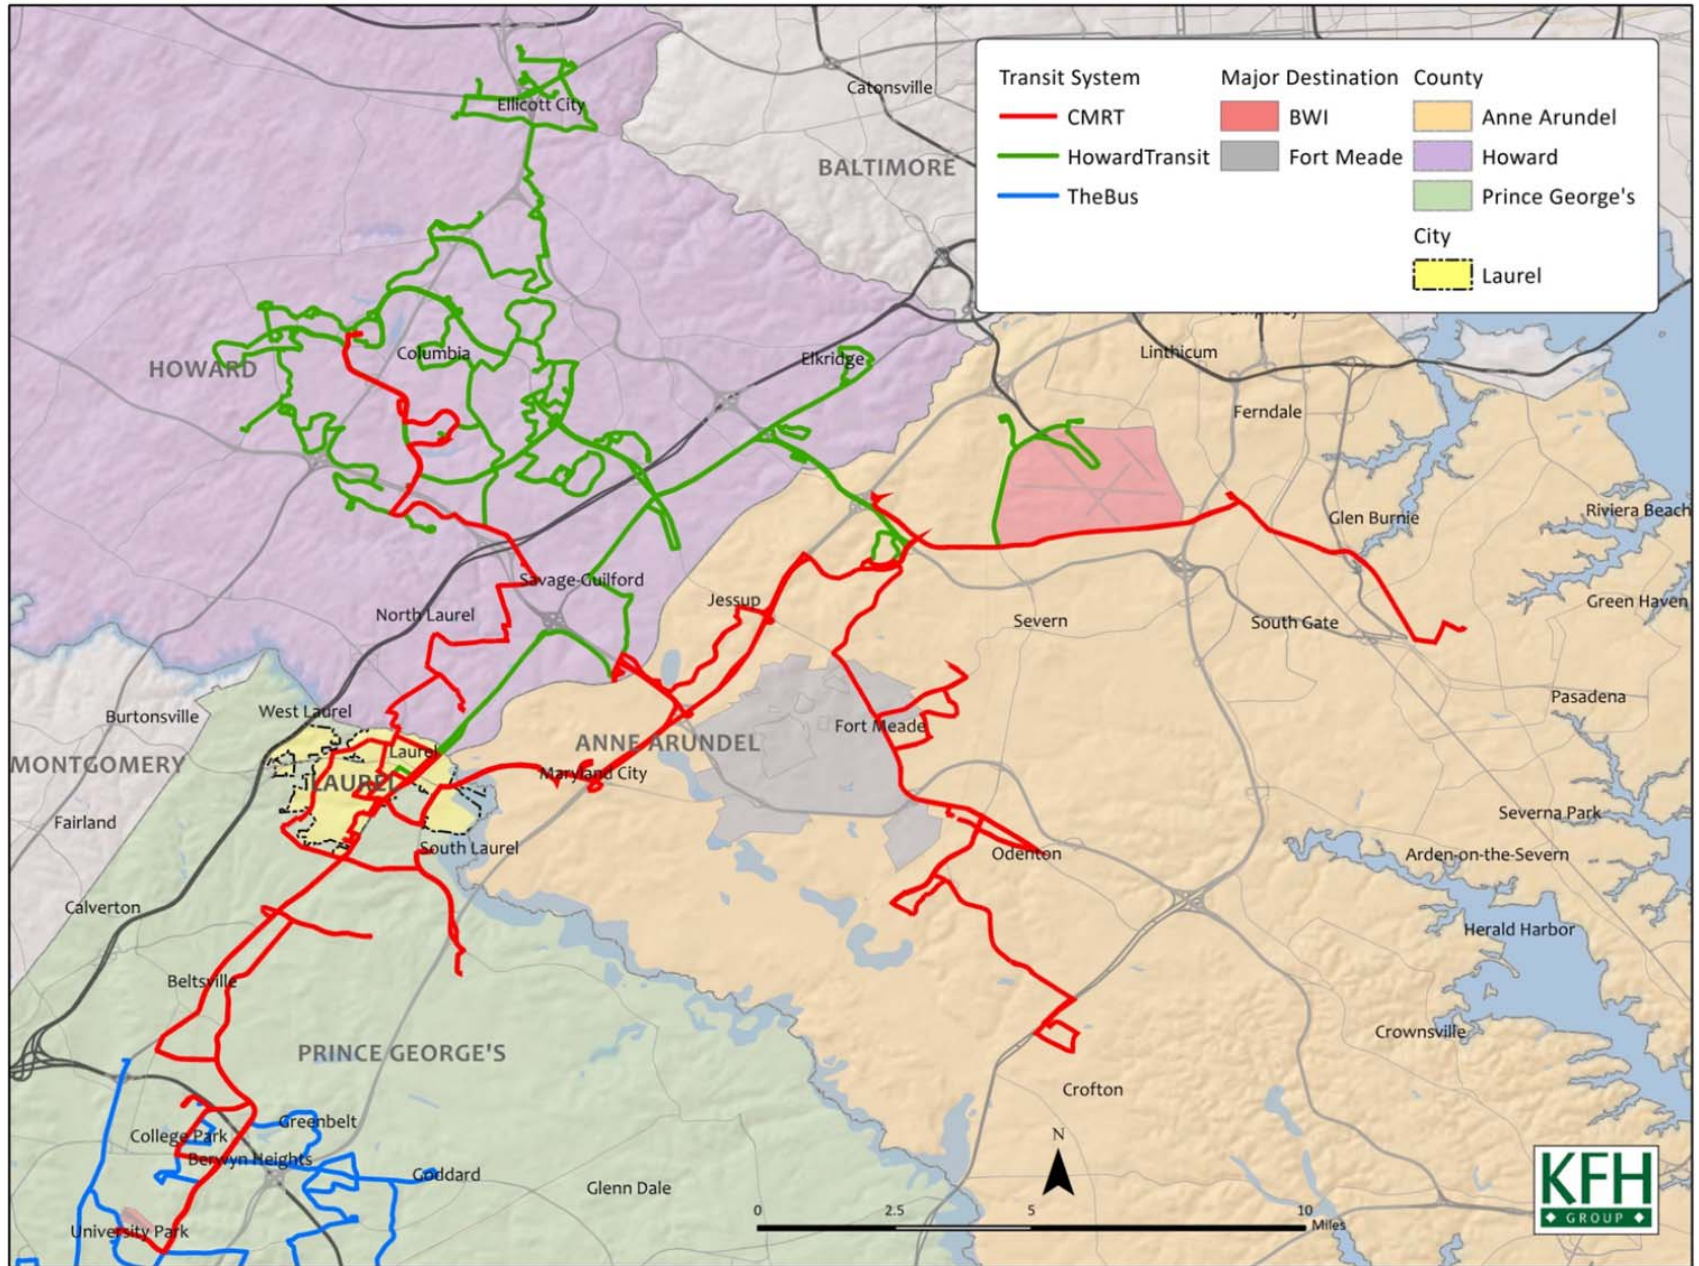 Transit System
CMRT
HowardTransit
TheBus
Major Destination
BWI
Fort Meade
County
Anne Arundel
Howard
Prince George's
City
Laurel
Catonsville
Ellicott City
BALTIMORE
Linthicum
Columbia
Elkridge
HOWARD
Ferndale
Riviera Beach
Glen Burnie
Savage-Guilford
Jessup
Green Haven
North Laurel
Severn
South Gate
Pasadena
West Laurel
Burtonsville
Fort Meade
ANNE ARUNDEL
Laurel
MONTGOMERY
Maryland City
LAUREL
Severna Park
Fairland
South Laurel
Odenton
Arden-on-the-Severn
Calverton
Herald Harbor
Beltsville
Crownsville
PRINCE GEORGE'S
Crofton
Greenbelt
College Park
N
Berwyn Heights
Goddard
Glenn Dale
University Park
0 2.5 5 10
Miles
KFH
GROUP